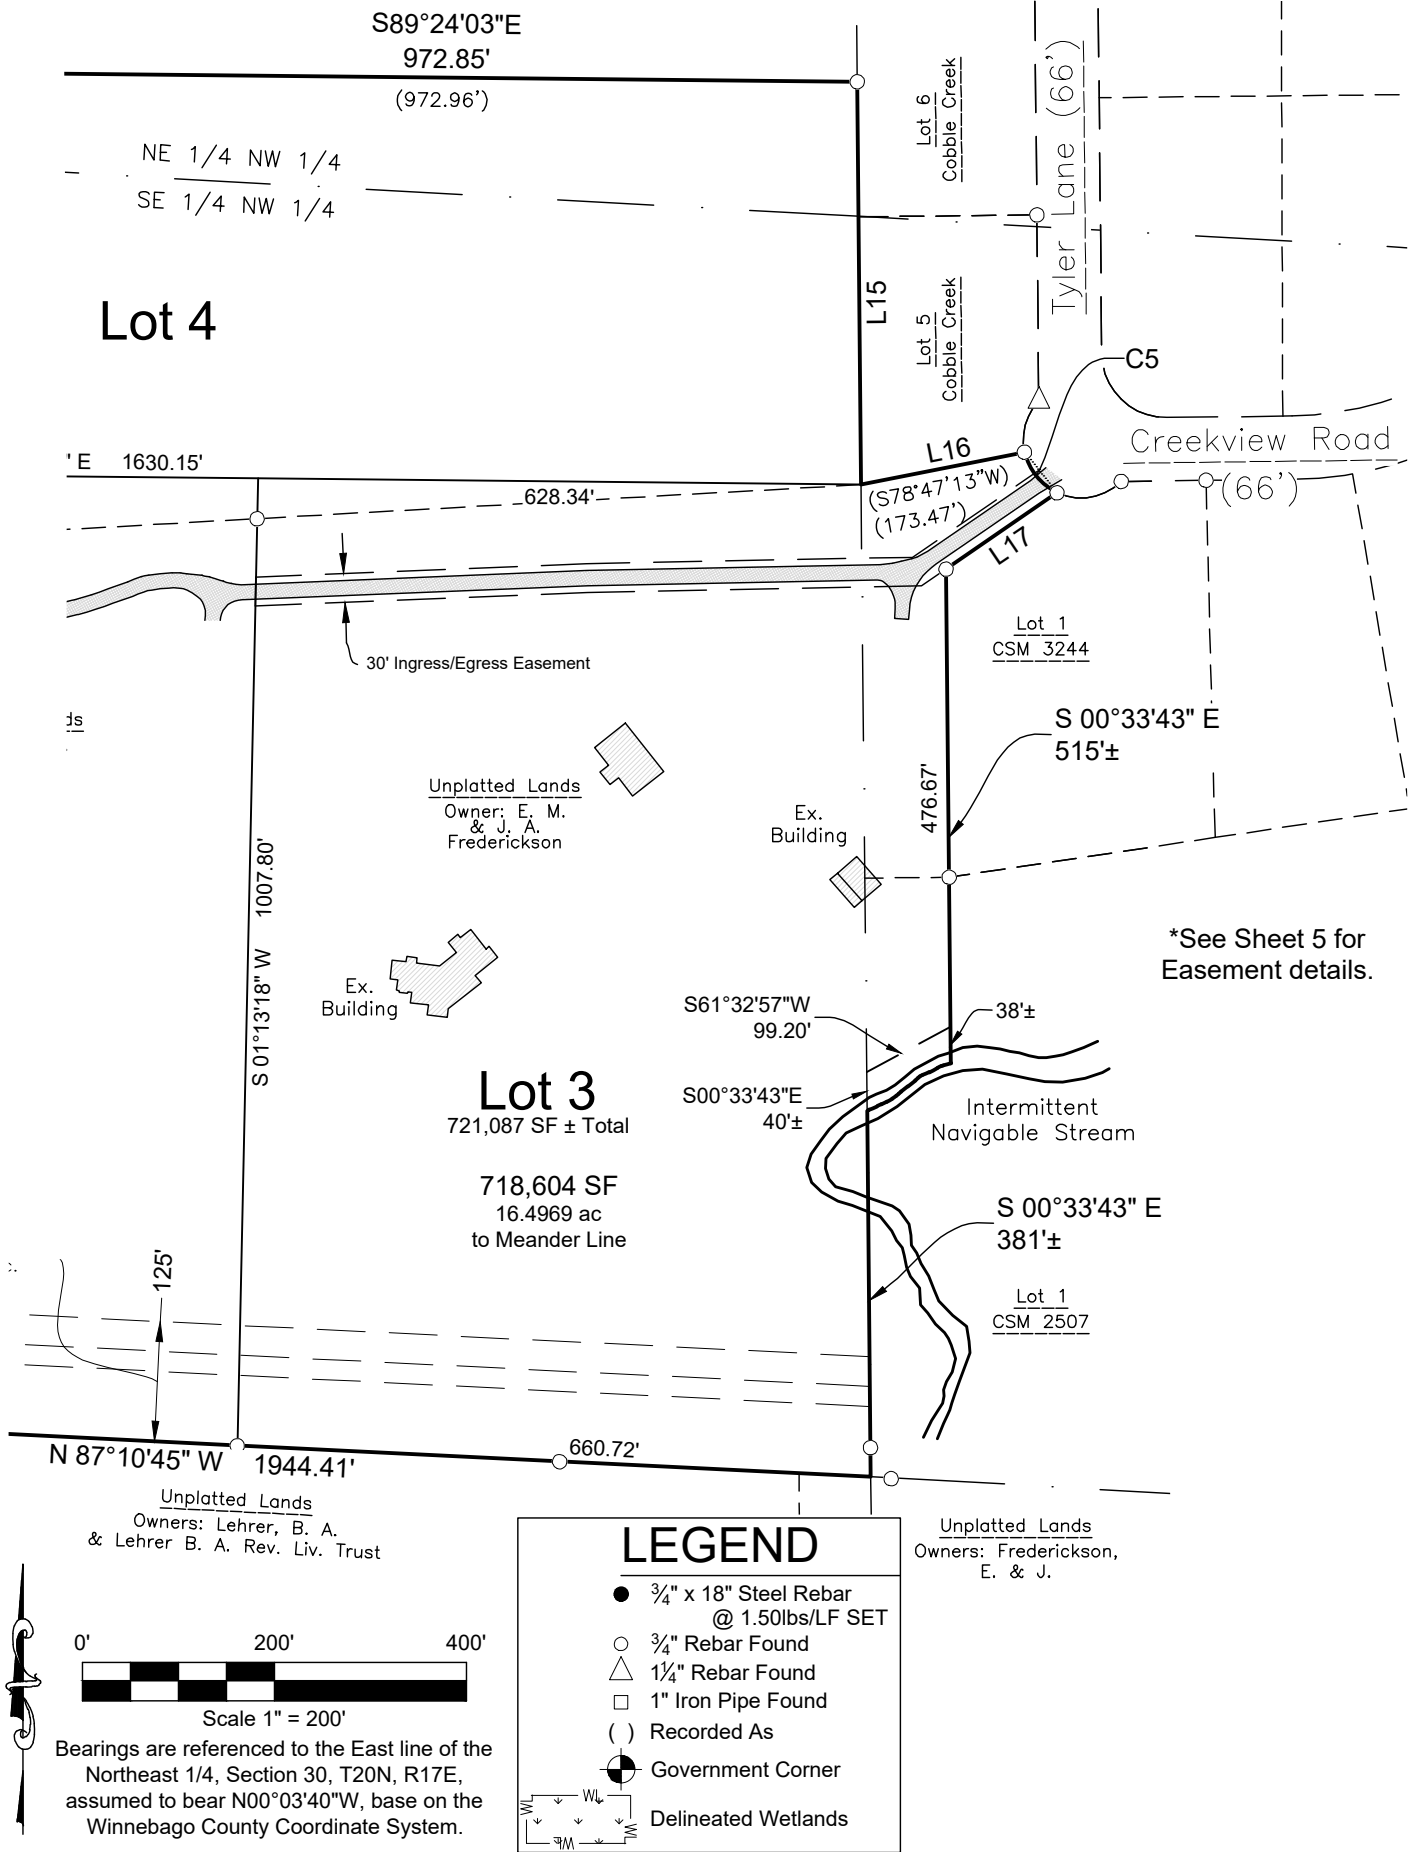 S89°24'03"E
972.85'
(972.96')
NE 1/4 NW 1/4
SE 1/4 NW 1/4
Lot 4
L15
Lot 6
Cobble Creek
Lot 5
Cobble Creek
Tyler Lane (66')
C5
Creekview Road
(66')
' E 1630.15'
628.34'
L16
(S78°47'13"W)
(173.47')
L17
30' Ingress/Egress Easement
Lot 1
CSM 3244
S 00°33'43" E
515'±
476.67'
ds
Unplatted Lands
Owner: E. M.
& J. A.
Frederickson
Ex.
Building
S 01°13'18" W 1007.80'
*See Sheet 5 for
Easement details.
Ex.
Building
S61°32'57"W
99.20'
38'±
Lot 3
721,087 SF ± Total
S00°33'43"E
40'±
Intermittent
Navigable Stream
718,604 SF
16.4969 ac
to Meander Line
S 00°33'43" E
381'±
c.
125'
Lot 1
CSM 2507
N 87°10'45" W 1944.41'
660.72'
Unplatted Lands
Owners: Lehrer, B. A.
& Lehrer B. A. Rev. Liv. Trust
Unplatted Lands
Owners: Frederickson,
E. & J.
LEGEND
¾" x 18" Steel Rebar
@ 1.50lbs/LF SET
¾" Rebar Found
1¼" Rebar Found
1" Iron Pipe Found
( ) Recorded As
Government Corner
WL
W
W
WL
Delineated Wetlands
0' 200' 400'
Scale 1" = 200'
Bearings are referenced to the East line of the
Northeast 1/4, Section 30, T20N, R17E,
assumed to bear N00°03'40"W, base on the
Winnebago County Coordinate System.